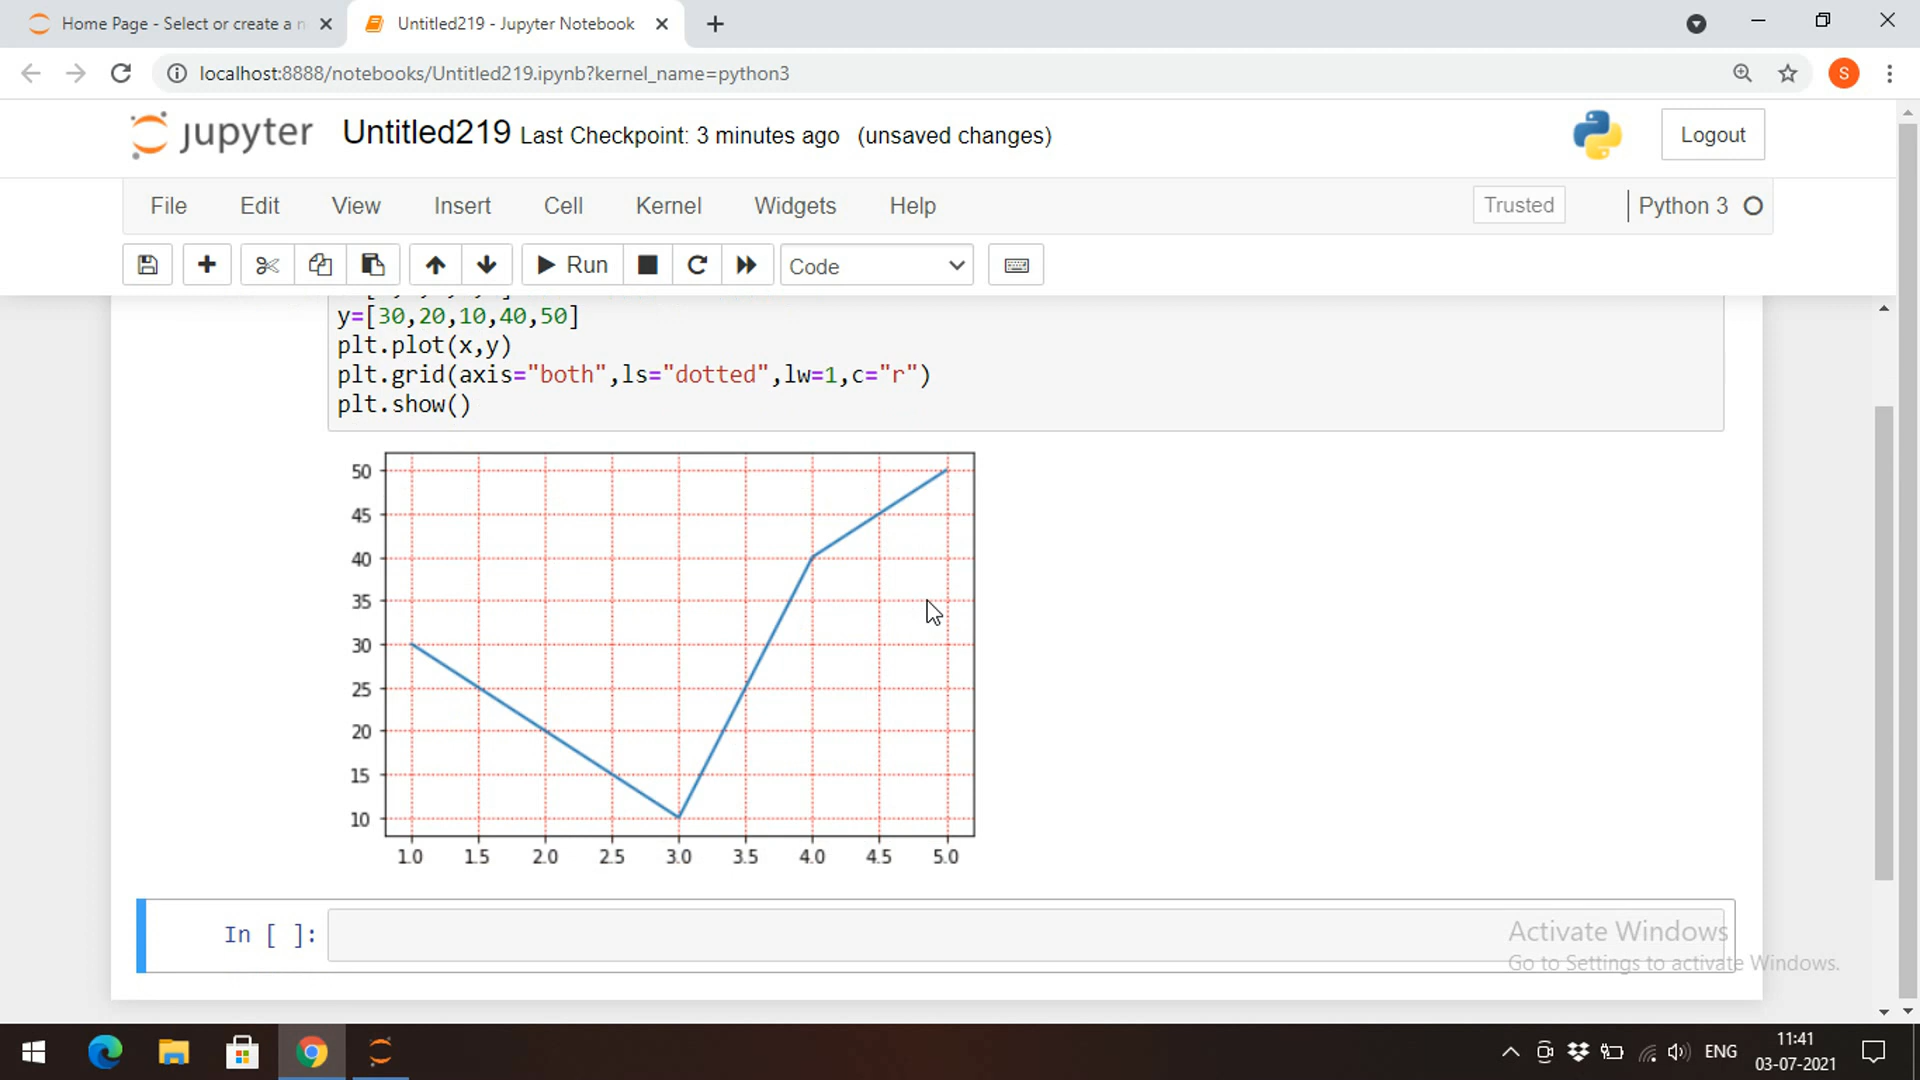 Home Page - Select or create a n
Untitled219 - Jupyter Notebook
localhost:8888/notebooks/Untitled219.ipynb?kernel_name=python3
S
jupyter Untitled219 Last Checkpoint: 3 minutes ago (unsaved changes)
Logout
File Edit View Insert Cell Kernel Widgets Help
Trusted
Python 3
Run
Code
y=[30,20,10,40,50]
plt.plot(x,y)
plt.grid(axis="both",ls="dotted",lw=1,c="r")
plt.show()
50
45
40
35
30
25
20
15
10
1.0 1.5 2.0 2.5 3.0 3.5 4.0 4.5 5.0
In [ ]:
Activate Windows
Go to Settings to activate Windows.
ENG
11:41
03-07-2021